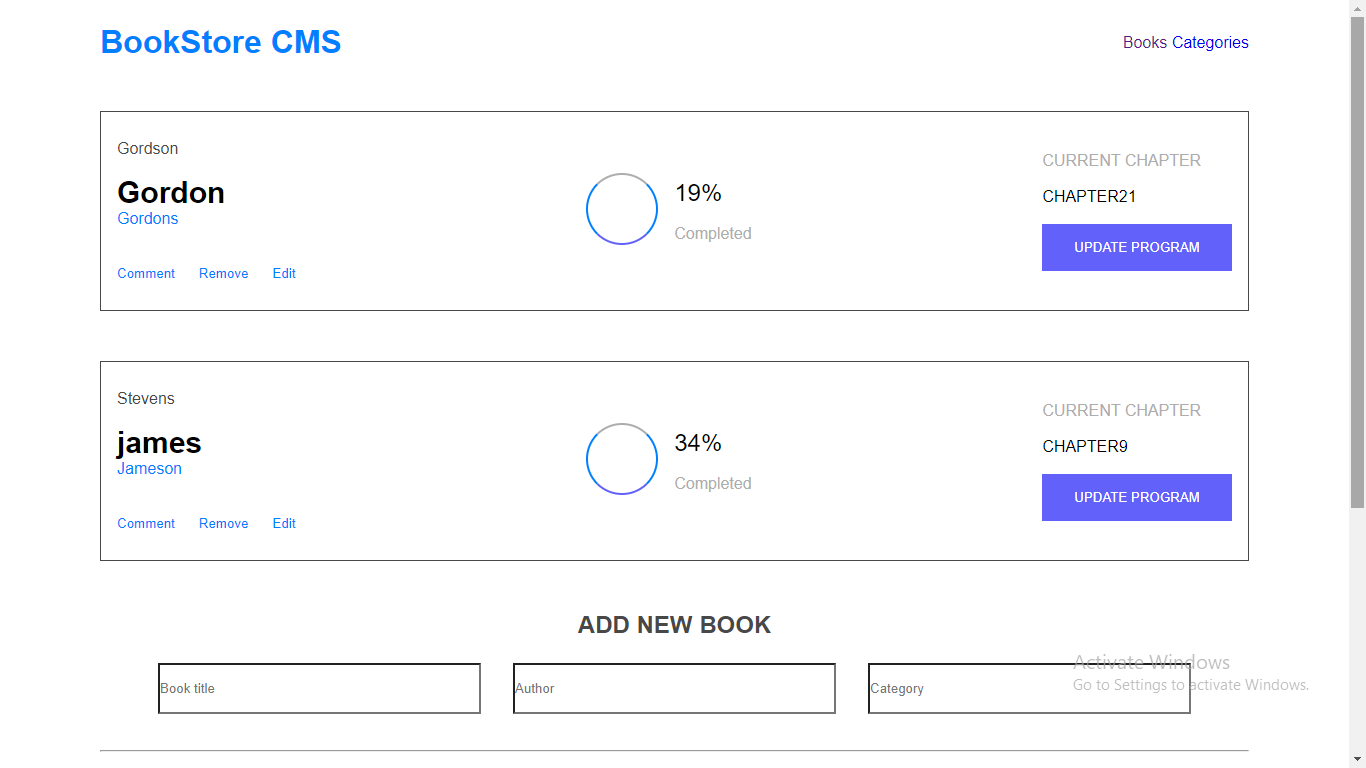 BookStore CMS
Books Categories
Gordson
Gordon
Gordons
Comment Remove Edit
19%
Completed
CURRENT CHAPTER
CHAPTER21
UPDATE PROGRAM
Stevens
james
Jameson
Comment Remove Edit
34%
Completed
CURRENT CHAPTER
CHAPTER9
UPDATE PROGRAM
ADD NEW BOOK
Book title
Author
Category
Activate Windows
Go to Settings to activate Windows.